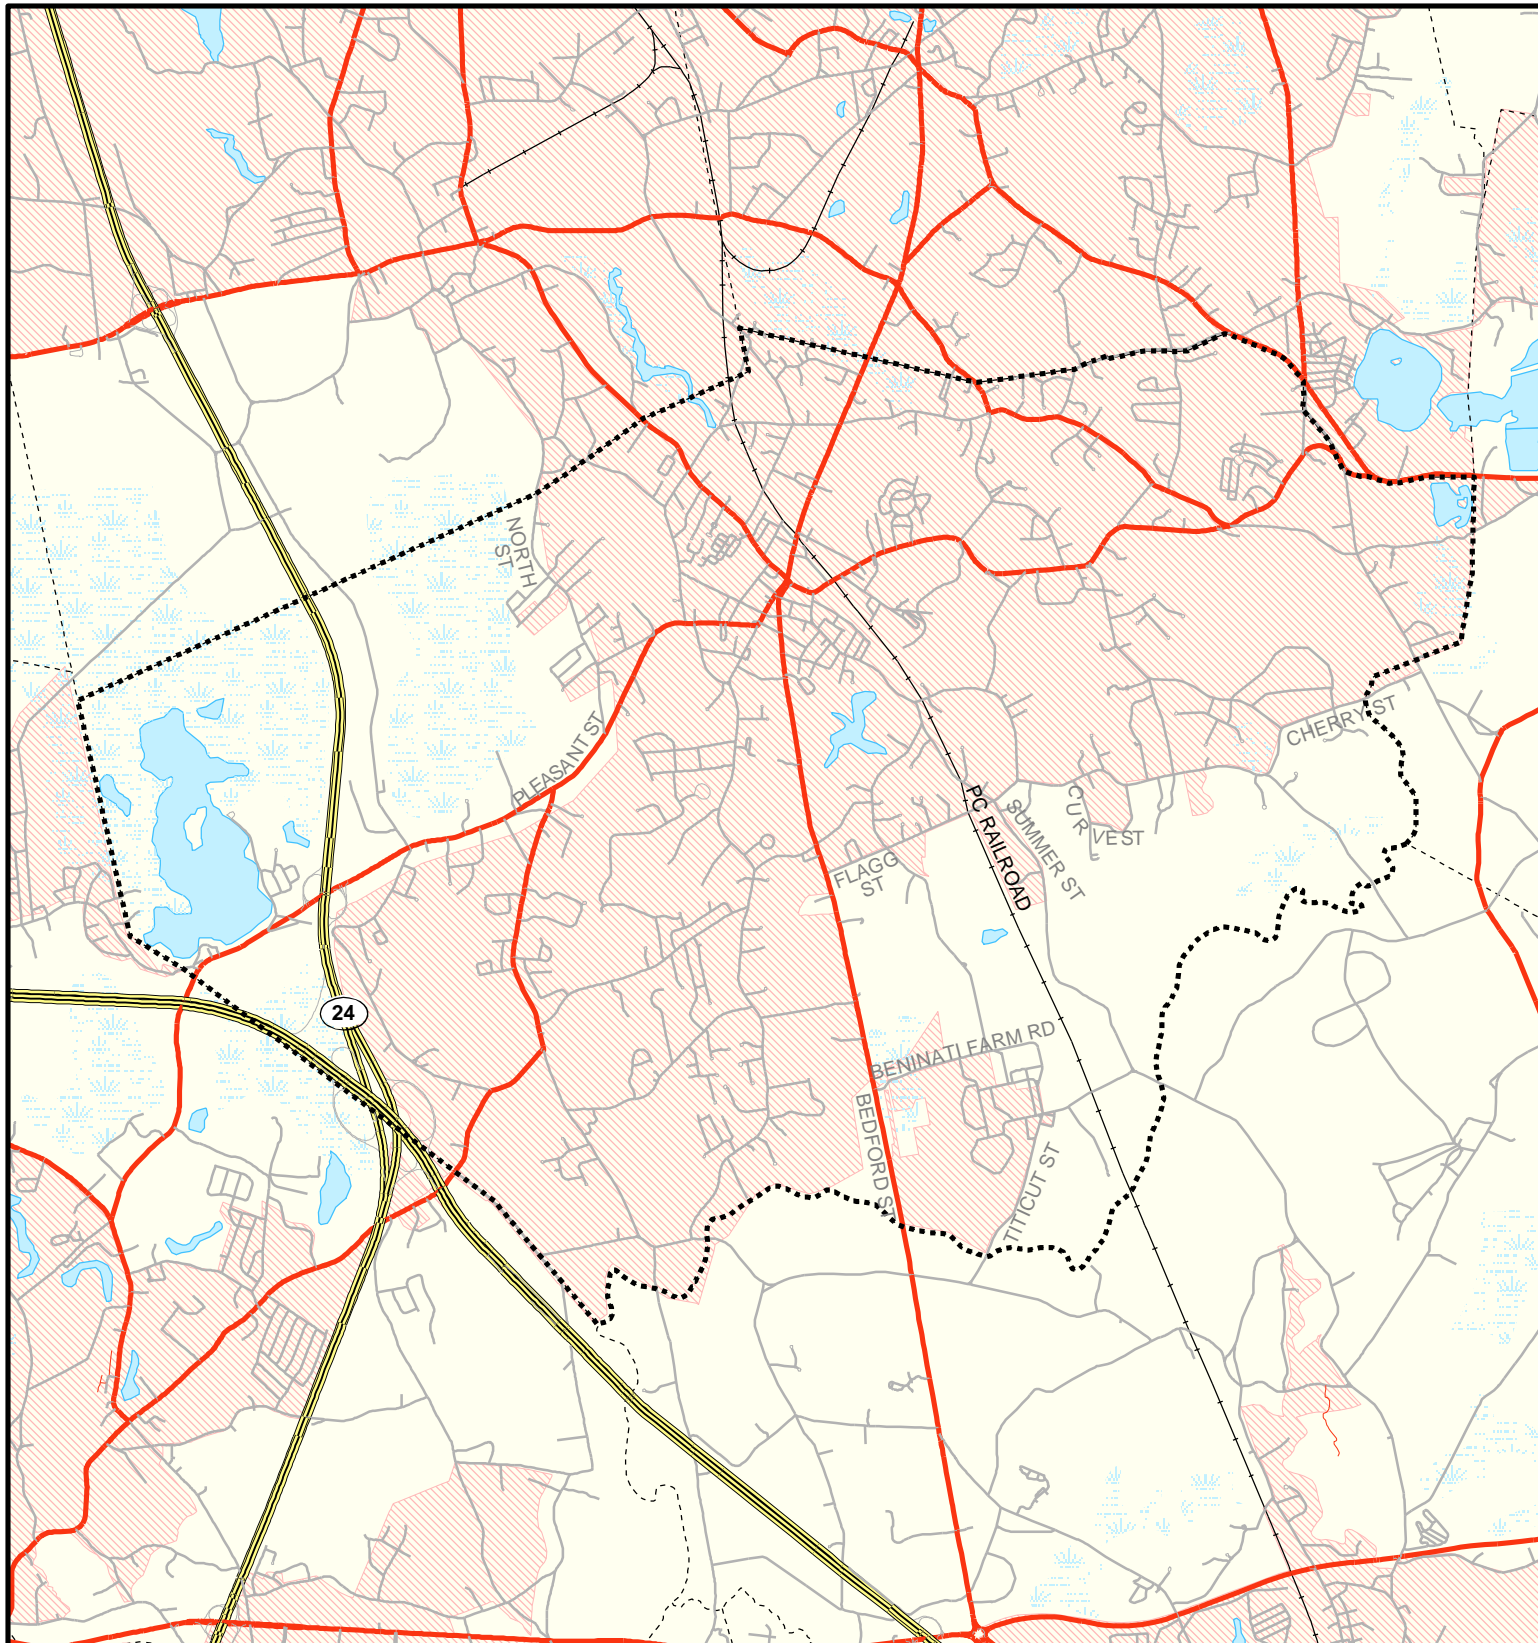 NORTH
ST
PLEASANT ST
CHERRY ST
PC RAILROAD
SUMMER ST
CURVE ST
FLAGG
ST
24
BENINATI FARM RD
BEDFORD ST
TITICUT ST